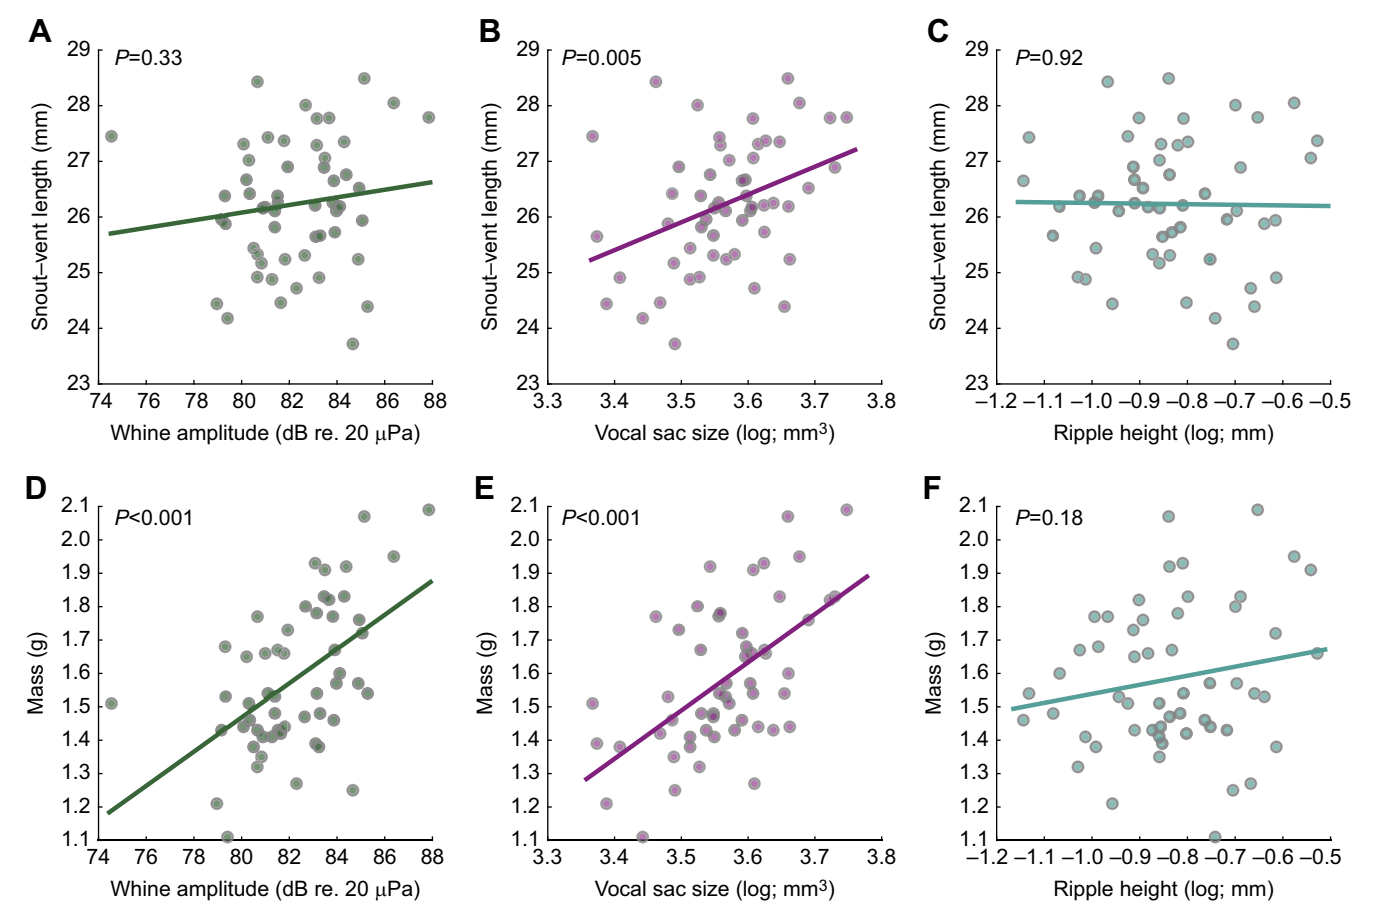 A
P=0.33
Snout–vent length (mm)
29
28
27
26
25
24
23
74 76 78 80 82 84 86 88
Whine amplitude (dB re. 20 μPa)
B
P=0.005
Snout–vent length (mm)
29
28
27
26
25
24
23
3.3 3.4 3.5 3.6 3.7 3.8
Vocal sac size (log; mm³)
C
P=0.92
Snout–vent length (mm)
29
28
27
26
25
24
23
–1.2 –1.1 –1.0 –0.9 –0.8 –0.7 –0.6 –0.5
Ripple height (log; mm)
D
P<0.001
Mass (g)
2.1
2.0
1.9
1.8
1.7
1.6
1.5
1.4
1.3
1.2
1.1
74 76 78 80 82 84 86 88
Whine amplitude (dB re. 20 μPa)
E
P<0.001
Mass (g)
2.1
2.0
1.9
1.8
1.7
1.6
1.5
1.4
1.3
1.2
1.1
3.3 3.4 3.5 3.6 3.7 3.8
Vocal sac size (log; mm³)
F
P=0.18
Mass (g)
2.1
2.0
1.9
1.8
1.7
1.6
1.5
1.4
1.3
1.2
1.1
–1.2 –1.1 –1.0 –0.9 –0.8 –0.7 –0.6 –0.5
Ripple height (log; mm)